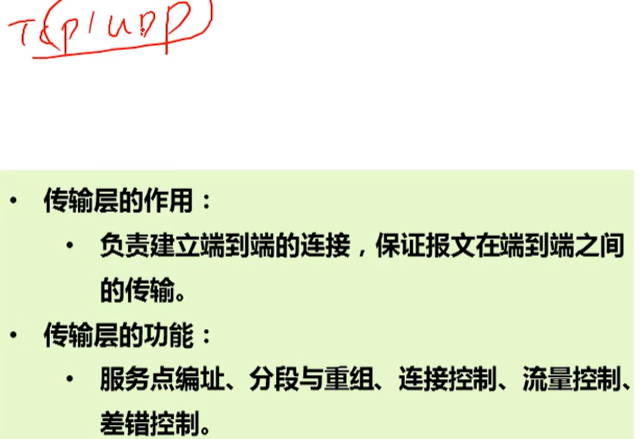 TCP/UDP
• 传输层的作用：
• 负责建立端到端的连接，保证报文在端到端之间
的传输。
• 传输层的功能：
• 服务点编址、分段与重组、连接控制、流量控制、
差错控制。